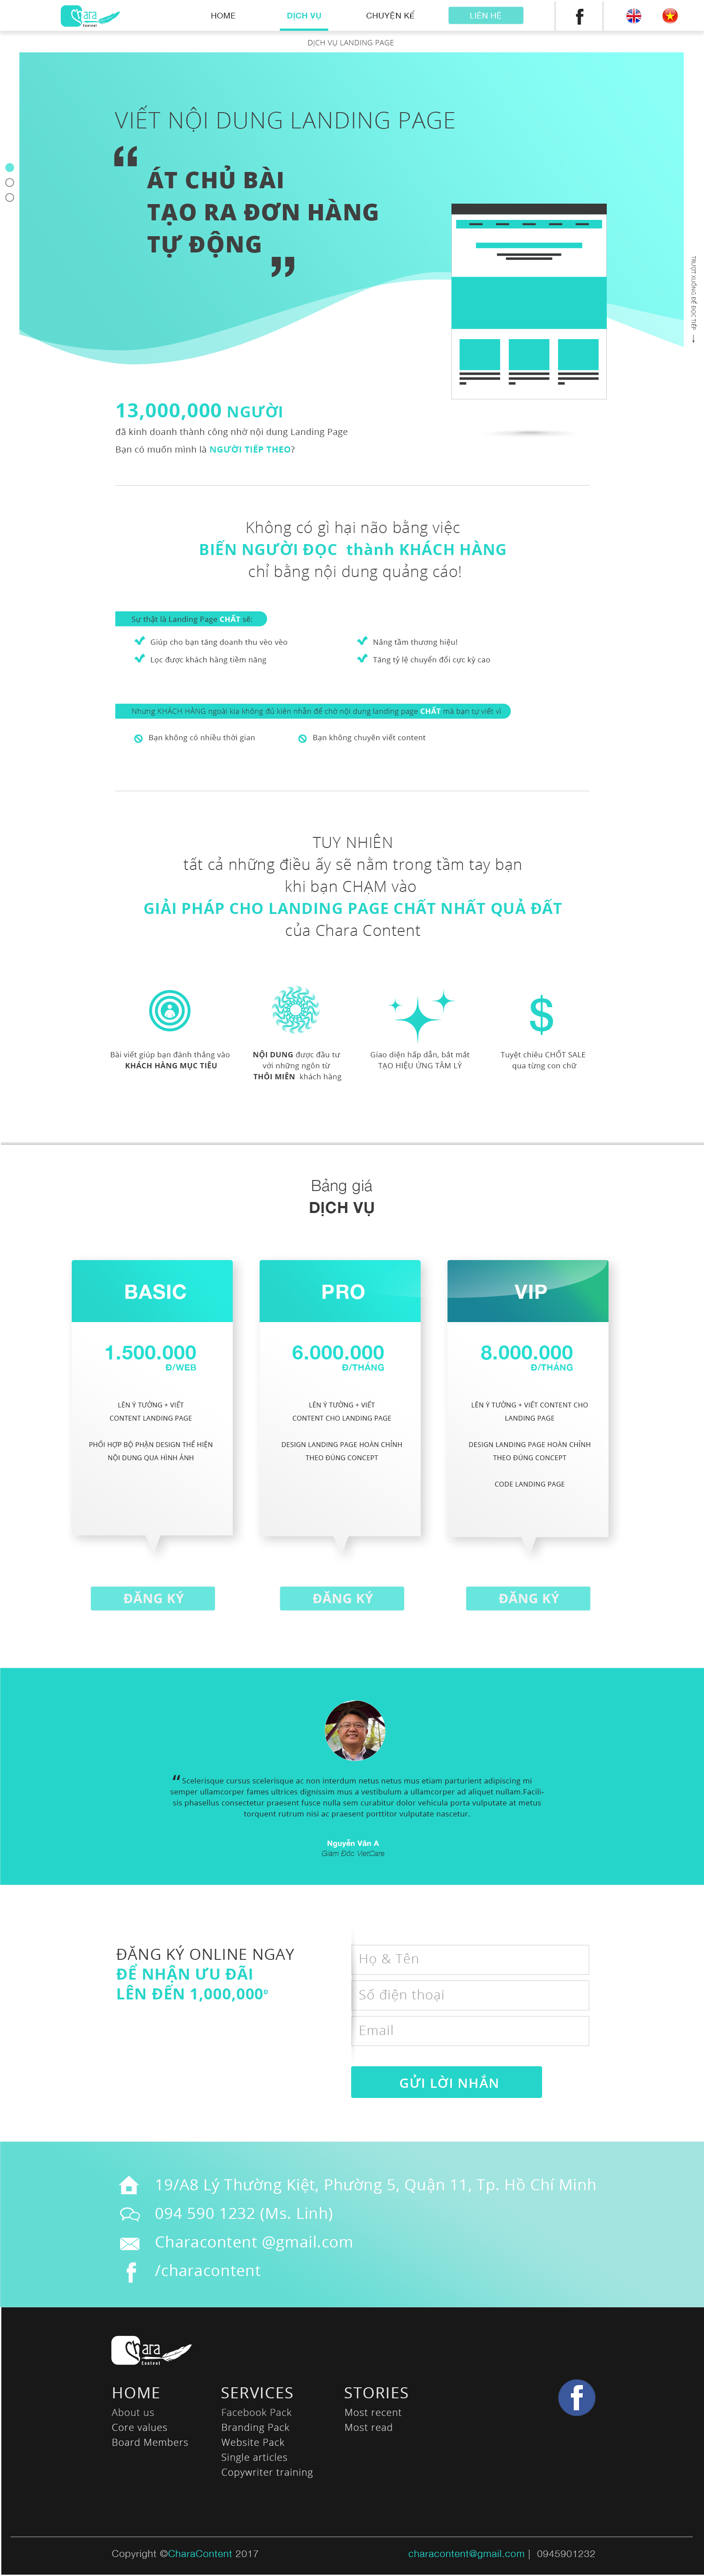 Chara
Content
HOME
DỊCH VỤ
CHUYỆN KỂ
LIÊN HỆ
DỊCH VỤ LANDING PAGE
VIẾT NỘI DUNG LANDING PAGE
“
ÁT CHỦ BÀI
TẠO RA ĐƠN HÀNG
TỰ ĐỘNG
”
TRƯỢT XUỐNG ĐỂ ĐỌC TIẾP →
13,000,000 NGƯỜI
đã kinh doanh thành công nhờ nội dung Landing Page
Bạn có muốn mình là NGƯỜI TIẾP THEO?
Không có gì hại não bằng việc
BIẾN NGƯỜI ĐỌC thành KHÁCH HÀNG
chỉ bằng nội dung quảng cáo!
Sự thật là Landing Page CHẤT sẽ:
Giúp cho bạn tăng doanh thu vèo vèo
Nâng tầm thương hiệu!
Lọc được khách hàng tiềm năng
Tăng tỷ lệ chuyển đổi cực kỳ cao
Nhưng KHÁCH HÀNG ngoài kia không đủ kiên nhẫn để chờ nội dung landing page CHẤT mà bạn tự viết vì
Bạn không có nhiều thời gian
Bạn không chuyên viết content
TUY NHIÊN
tất cả những điều ấy sẽ nằm trong tầm tay bạn
khi bạn CHẠM vào
GIẢI PHÁP CHO LANDING PAGE CHẤT NHẤT QUẢ ĐẤT
của Chara Content
Bài viết giúp bạn đánh thẳng vào
KHÁCH HÀNG MỤC TIÊU
NỘI DUNG được đầu tư
với những ngôn từ
THÔI MIÊN khách hàng
Giao diện hấp dẫn, bắt mắt
TẠO HIỆU ỨNG TÂM LÝ
$
Tuyệt chiêu CHỐT SALE
qua từng con chữ
Bảng giá
DỊCH VỤ
BASIC
1.500.000
Đ/WEB
LÊN Ý TƯỞNG + VIẾT
CONTENT LANDING PAGE
PHỐI HỢP BỘ PHẬN DESIGN THỂ HIỆN
NỘI DUNG QUA HÌNH ẢNH
ĐĂNG KÝ
PRO
6.000.000
Đ/THÁNG
LÊN Ý TƯỞNG + VIẾT
CONTENT CHO LANDING PAGE
DESIGN LANDING PAGE HOÀN CHỈNH
THEO ĐÚNG CONCEPT
ĐĂNG KÝ
VIP
8.000.000
Đ/THÁNG
LÊN Ý TƯỞNG + VIẾT CONTENT CHO
LANDING PAGE
DESIGN LANDING PAGE HOÀN CHỈNH
THEO ĐÚNG CONCEPT
CODE LANDING PAGE
ĐĂNG KÝ
“ Scelerisque cursus scelerisque ac non interdum netus netus mus etiam parturient adipiscing mi
semper ullamcorper fames ultrices dignissim mus a vestibulum a ullamcorper ad aliquet nullam.Facili-
sis phasellus consectetur praesent fusce nulla sem curabitur dolor vehicula porta vulputate at metus
torquent rutrum nisi ac praesent porttitor vulputate nascetur.
Nguyễn Văn A
Giám Đốc VietCare
ĐĂNG KÝ ONLINE NGAY
ĐỂ NHẬN ƯU ĐÃI
LÊN ĐẾN 1,000,000đ
Họ & Tên
Số điện thoại
Email
GỬI LỜI NHẮN
19/A8 Lý Thường Kiệt, Phường 5, Quận 11, Tp. Hồ Chí Minh
094 590 1232 (Ms. Linh)
Characontent @gmail.com
/characontent
Chara
Content
HOME
About us
Core values
Board Members
SERVICES
Facebook Pack
Branding Pack
Website Pack
Single articles
Copywriter training
STORIES
Most recent
Most read
Copyright ©CharaContent 2017
characontent@gmail.com | 0945901232